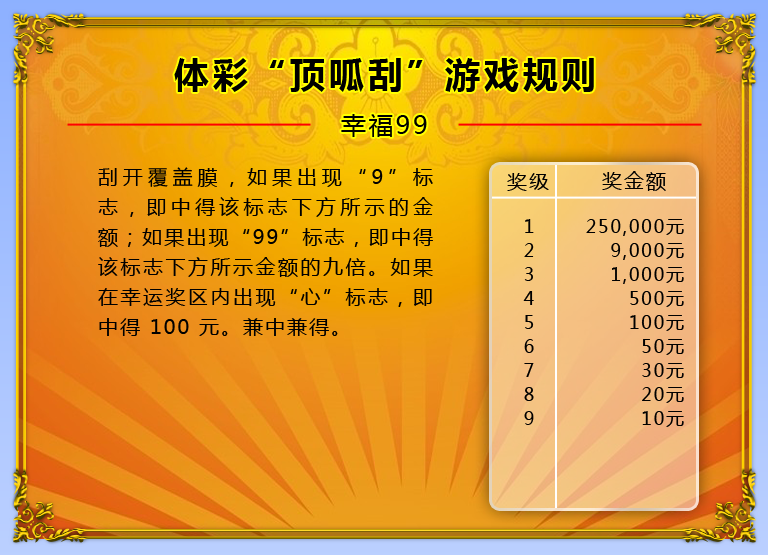 体彩“顶呱刮”游戏规则
幸福99
刮开覆盖膜，如果出现“9”标
志，即中得该标志下方所示的金
额；如果出现“99”标志，即中得
该标志下方所示金额的九倍。如果
在幸运奖区内出现“心”标志，即
中得 100 元。兼中兼得。
奖级 奖金额
1 250,000元
2 9,000元
3 1,000元
4 500元
5 100元
6 50元
7 30元
8 20元
9 10元